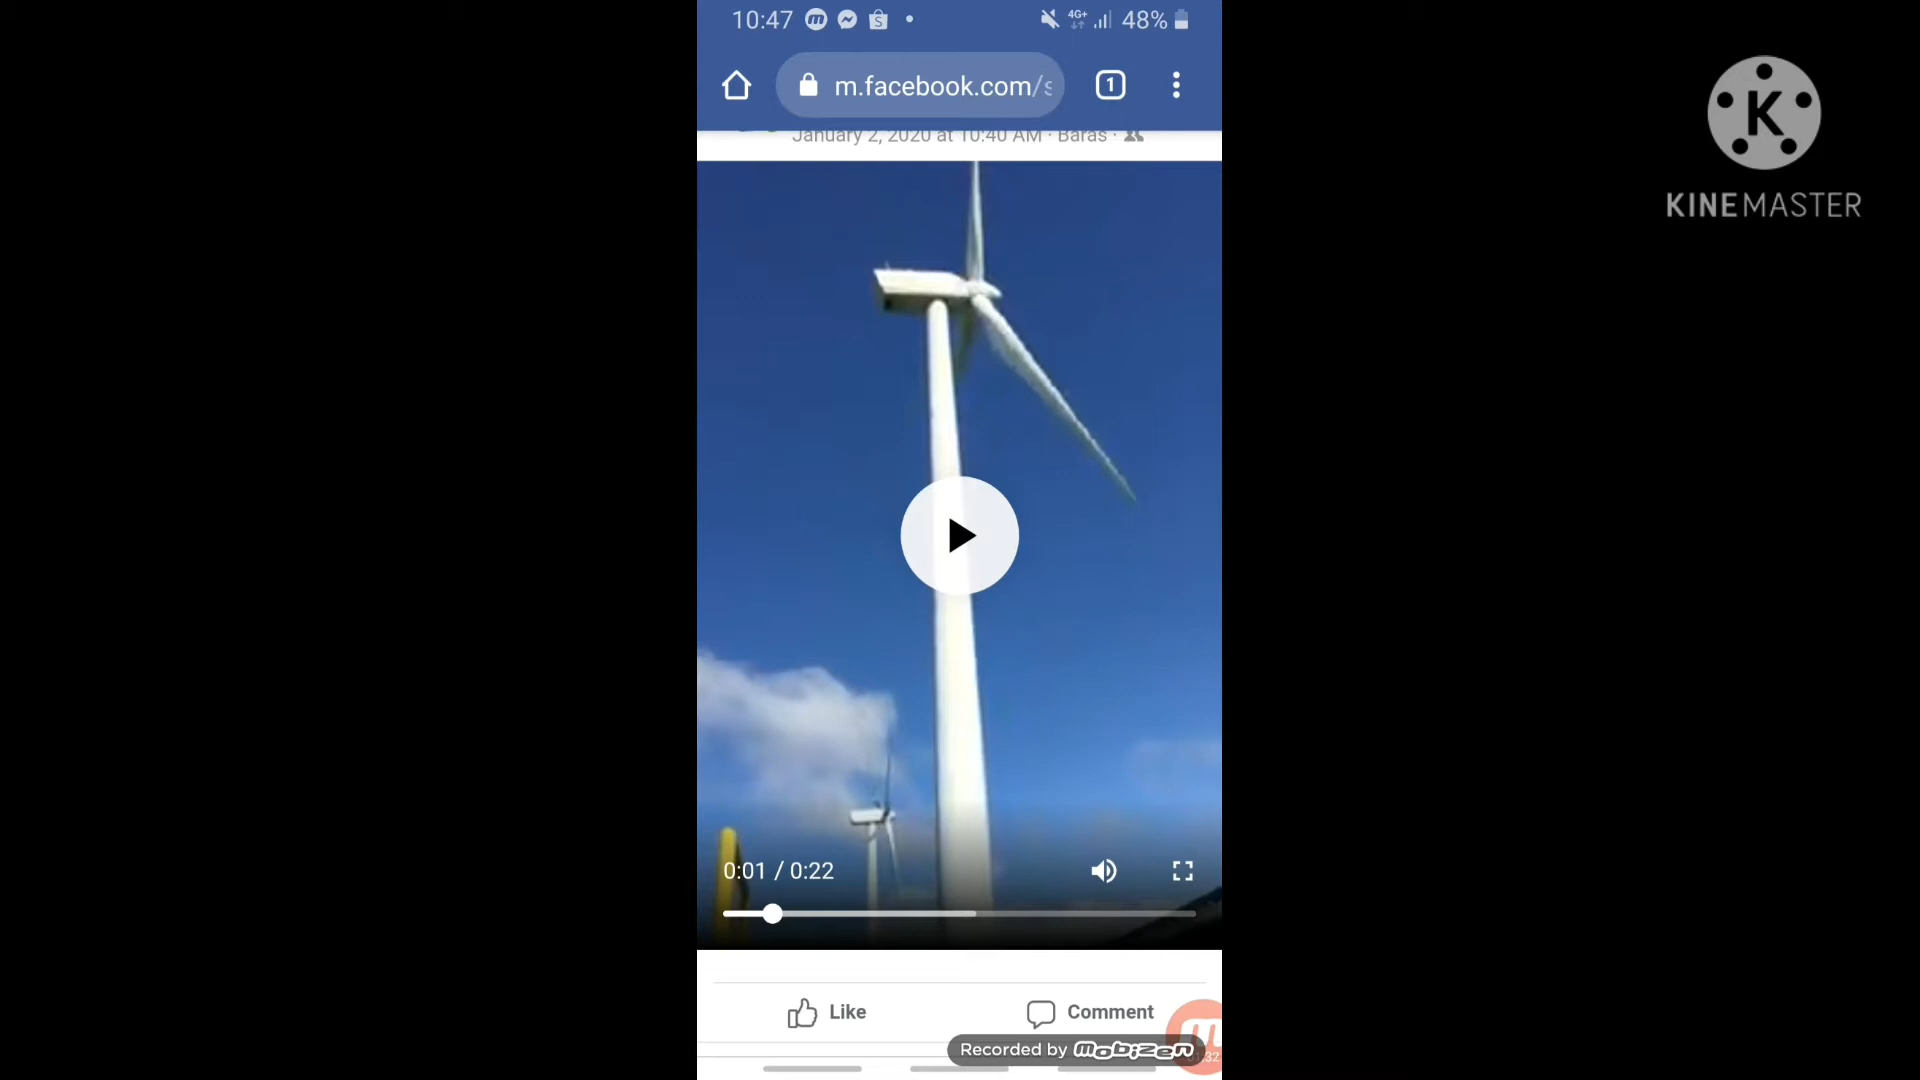 10:47
4G+
48%
m.facebook.com/s
1
January 2, 2020 at 10:40 AM · Baras ·
K
KINEMASTER
0:01 / 0:22
Like
Comment
Recorded by mobizen